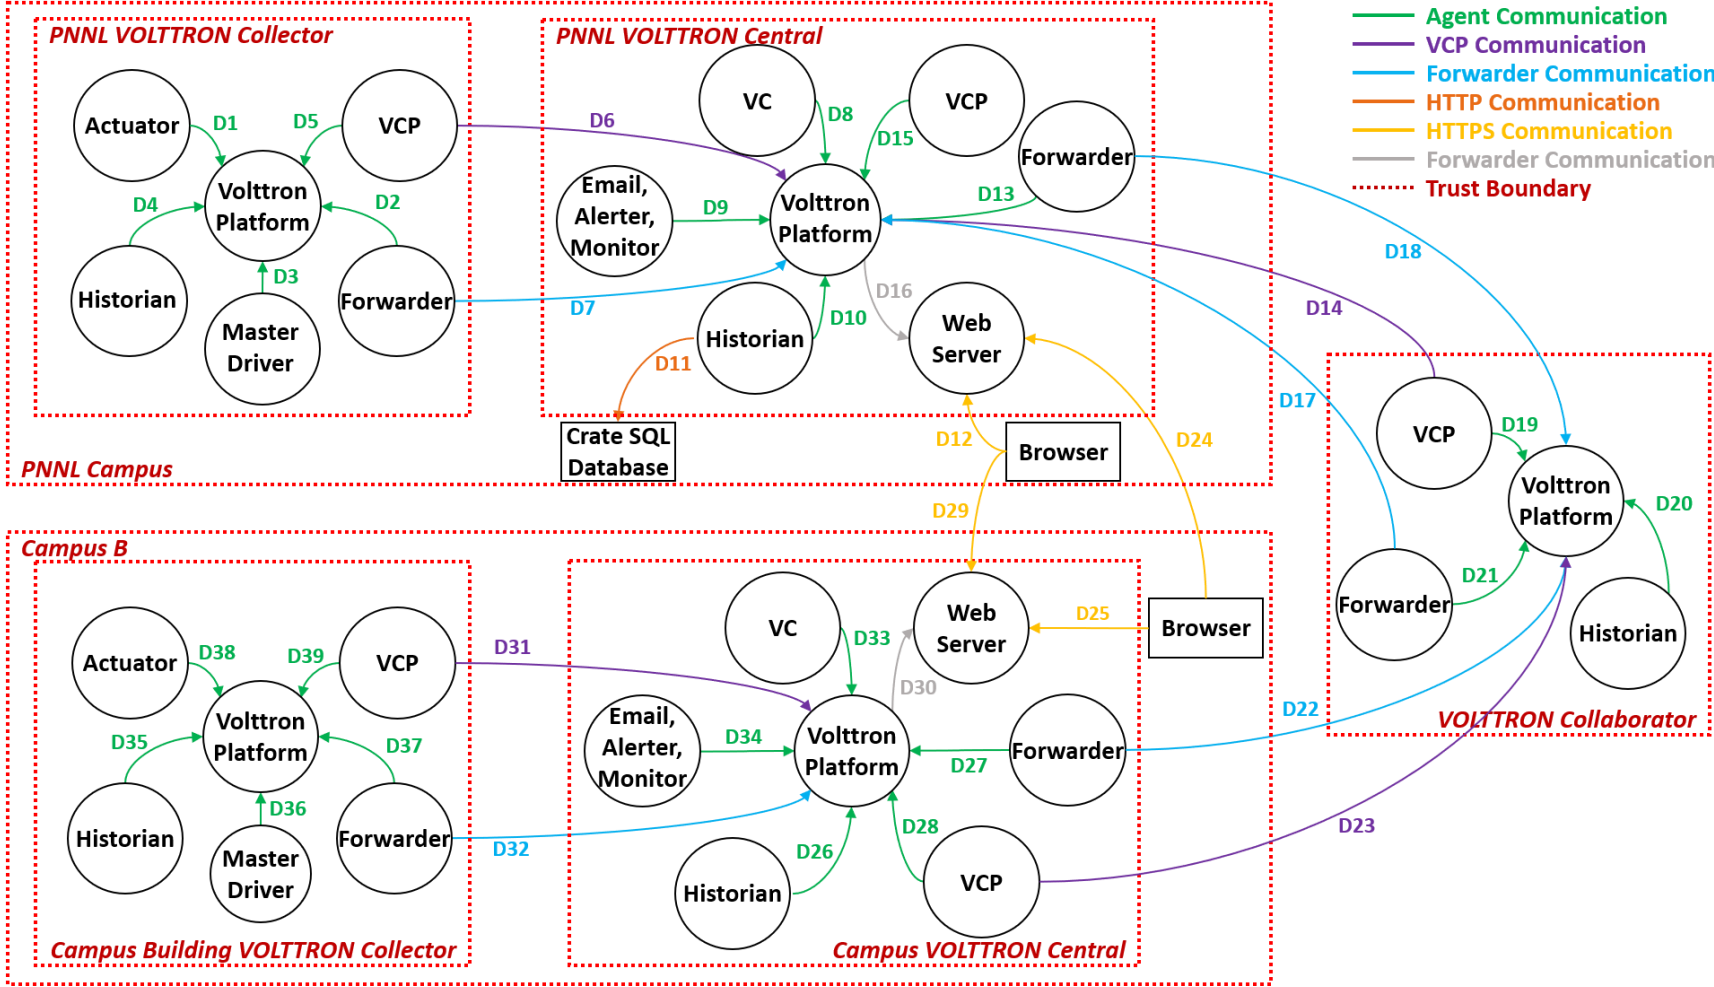 PNNL VOLTTRON Collector
Actuator
D1
D5
VCP
Volttron
Platform
D4
D2
Historian
D3
Forwarder
Master
Driver
D6
D7
PNNL VOLTTRON Central
VC
D8
VCP
D15
Forwarder
Email,
Alerter,
Monitor
D9
Volttron
Platform
D13
D16
D10
Historian
D11
Web
Server
Crate SQL
Database
D12
Browser
D24
PNNL Campus
Agent Communication
VCP Communication
Forwarder Communication
HTTP Communication
HTTPS Communication
Forwarder Communication
Trust Boundary
D18
D14
D17
VCP
D19
Volttron
Platform
D20
D21
Forwarder
Historian
VOLTTRON Collaborator
D22
D23
D29
Campus B
Actuator
D38
D39
VCP
Volttron
Platform
D35
D37
Historian
D36
Forwarder
Master
Driver
Campus Building VOLTTRON Collector
D31
D32
VC
D33
Web
Server
D25
Browser
D30
Email,
Alerter,
Monitor
D34
Volttron
Platform
D27
Forwarder
D26
D28
Historian
VCP
Campus VOLTTRON Central